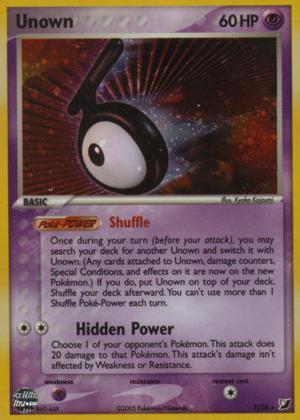 Unown 60 HP
BASIC
Illus. Kyoko Koizumi
Poké-POWER Shuffle
Once during your turn (before your attack), you may
search your deck for another Unown and switch it with
Unown. (Any cards attached to Unown, damage counters,
Special Conditions, and effects on it are now on the new
Pokémon.) If you do, put Unown on top of your deck.
Shuffle your deck afterward. You can't use more than 1
Shuffle Poké-Power each turn.
Hidden Power
Choose 1 of your opponent's Pokémon. This attack does
20 damage to that Pokémon. This attack's damage isn't
affected by Weakness or Resistance.
weakness resistance retreat cost
©2005 Pokémon/Nintendo